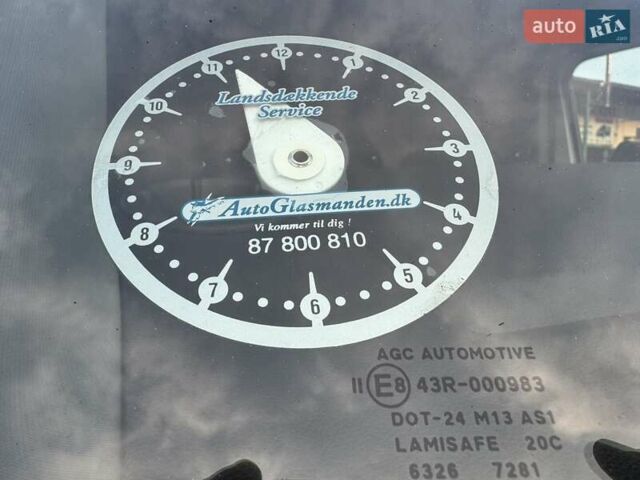 auto RIA.com
12
1
2
3
4
5
6
7
8
9
10
11
Landsdækkende
Service
AutoGlasmanden.dk
Vi kommer til dig !
87 800 810
AGC AUTOMOTIVE
II E8 43R-000983
DOT-24 M13 AS1
LAMISAFE 20C
6326 7281